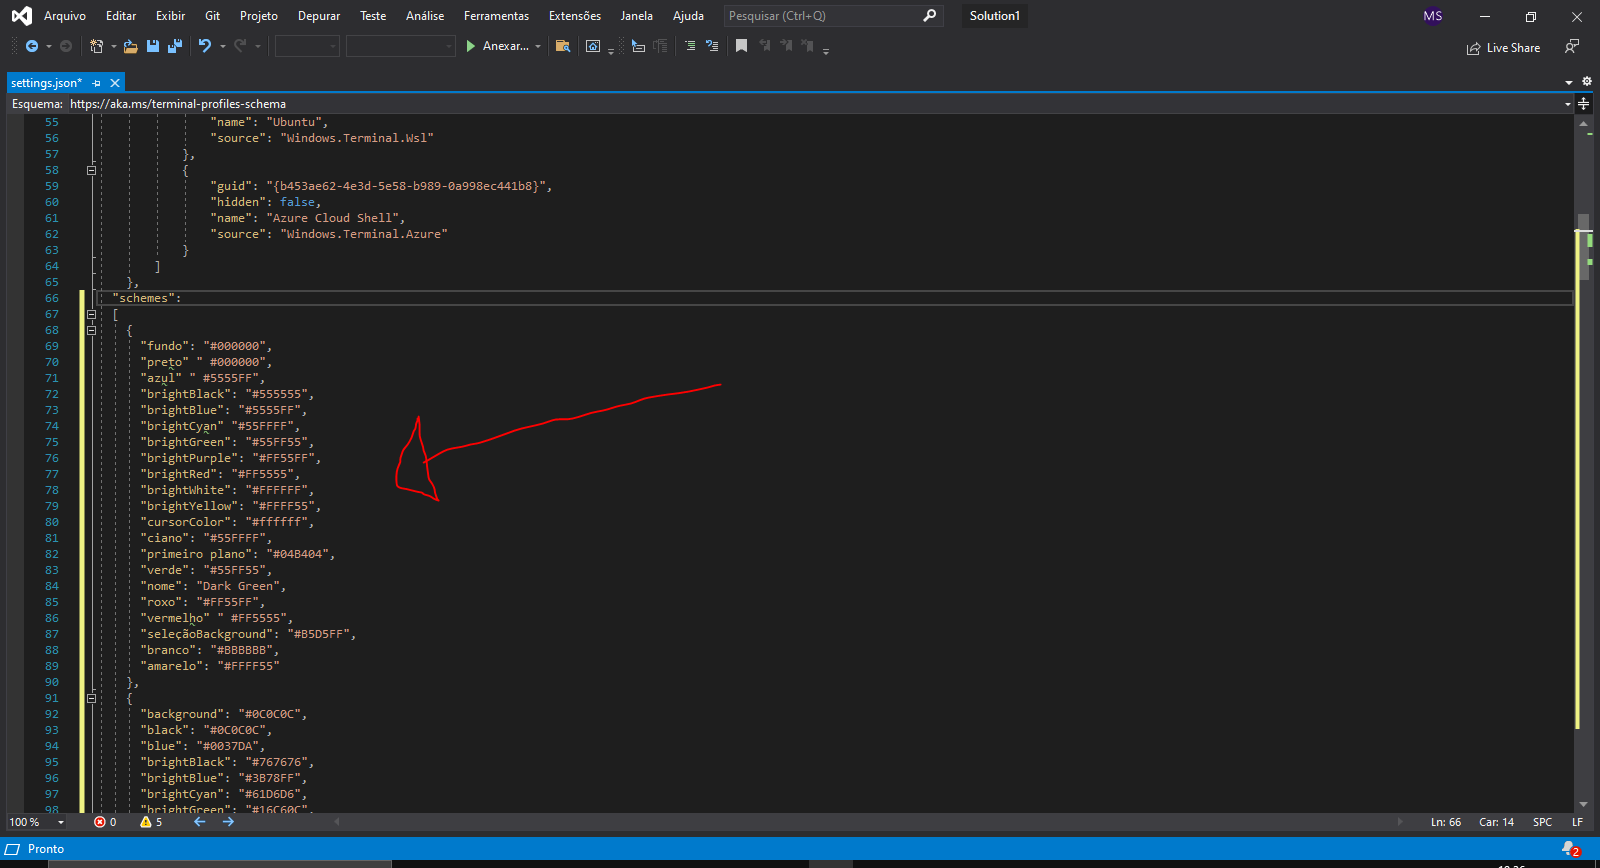 Arquivo Editar Exibir Git Projeto Depurar Teste Análise Ferramentas Extensões Janela Ajuda Pesquisar (Ctrl+Q) Solution1 MS
Anexar... Live Share
settings.json*
Esquema: https://aka.ms/terminal-profiles-schema
55 "name": "Ubuntu",
56 "source": "Windows.Terminal.Wsl"
57 },
58 {
59 "guid": "{b453ae62-4e3d-5e58-b989-0a998ec441b8}",
60 "hidden": false,
61 "name": "Azure Cloud Shell",
62 "source": "Windows.Terminal.Azure"
63 }
64 ]
65 },
66 "schemes":
67 [
68 {
69 "fundo": "#000000",
70 "preto" " #000000",
71 "azul" " #5555FF",
72 "brightBlack": "#555555",
73 "brightBlue": "#5555FF",
74 "brightCyan" "#55FFFF",
75 "brightGreen": "#55FF55",
76 "brightPurple": "#FF55FF",
77 "brightRed": "#FF5555",
78 "brightWhite": "#FFFFFF",
79 "brightYellow": "#FFFF55",
80 "cursorColor": "#ffffff",
81 "ciano": "#55FFFF",
82 "primeiro plano": "#04B404",
83 "verde": "#55FF55",
84 "nome": "Dark Green",
85 "roxo": "#FF55FF",
86 "vermelho" " #FF5555",
87 "seleçãoBackground": "#B5D5FF",
88 "branco": "#BBBBBB",
89 "amarelo": "#FFFF55"
90 },
91 {
92 "background": "#0C0C0C",
93 "black": "#0C0C0C",
94 "blue": "#0037DA",
95 "brightBlack": "#767676",
96 "brightBlue": "#3B78FF",
97 "brightCyan": "#61D6D6",
98 "brightGreen": "#16C60C",
100 % 0 5 Ln: 66 Car: 14 SPC LF
Pronto 2